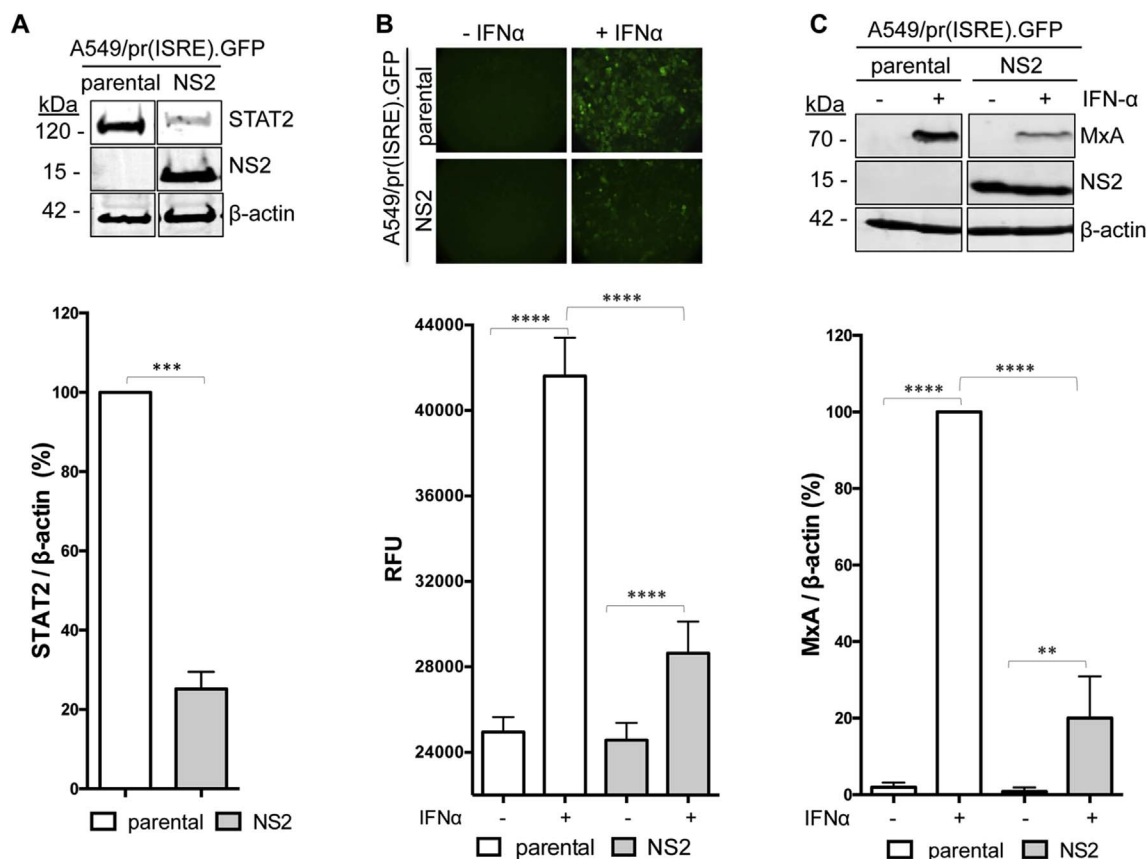 A
A549/pr(ISRE).GFP
parental NS2
kDa
120 - STAT2
15 - NS2
42 - β-actin
120
100
80
60
40
20
0
STAT2 / β-actin (%)
***
parental NS2
B
- IFNα + IFNα
A549/pr(ISRE).GFP
parental
NS2
44000
40000
36000
32000
28000
24000
RFU
****
****
****
IFNα - + - +
parental NS2
C
A549/pr(ISRE).GFP
parental NS2
- + - + IFN-α
kDa
70 - MxA
15 - NS2
42 - β-actin
120
100
80
60
40
20
0
MxA / β-actin (%)
****
****
**
IFNα - + - +
parental NS2